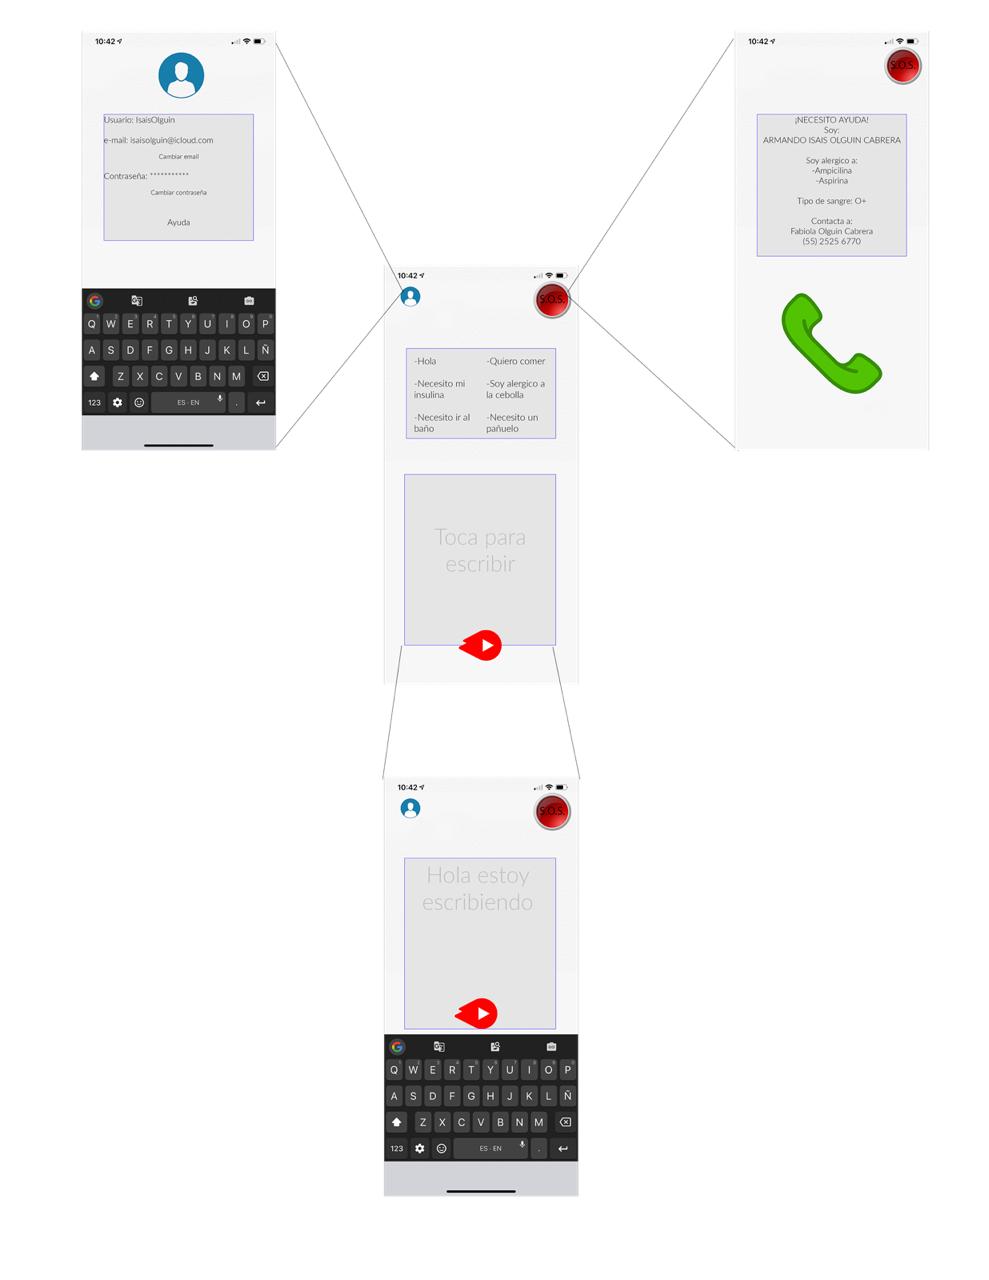 10:42
Usuario: IsaisOlguin
e-mail: isaisolguin@icloud.com
Cambiar email
Contraseña: ***********
Cambiar contraseña
Ayuda
Q W E R T Y U I O P
A S D F G H J K L Ñ
Z X C V B N M
123 ES · EN .
10:42
S.O.S.
¡NECESITO AYUDA!
Soy:
ARMANDO ISAIS OLGUIN CABRERA
Soy alergico a:
-Ampicilina
-Aspirina
Tipo de sangre: O+
Contacta a:
Fabiola Olguin Cabrera
(55) 2525 6770
10:42
S.O.S.
-Hola
-Necesito mi
insulina
-Necesito ir al
baño
-Quiero comer
-Soy alergico a
la cebolla
-Necesito un
pañuelo
Toca para
escribir
10:42
S.O.S.
Hola estoy
escribiendo
Q W E R T Y U I O P
A S D F G H J K L Ñ
Z X C V B N M
123 ES · EN .